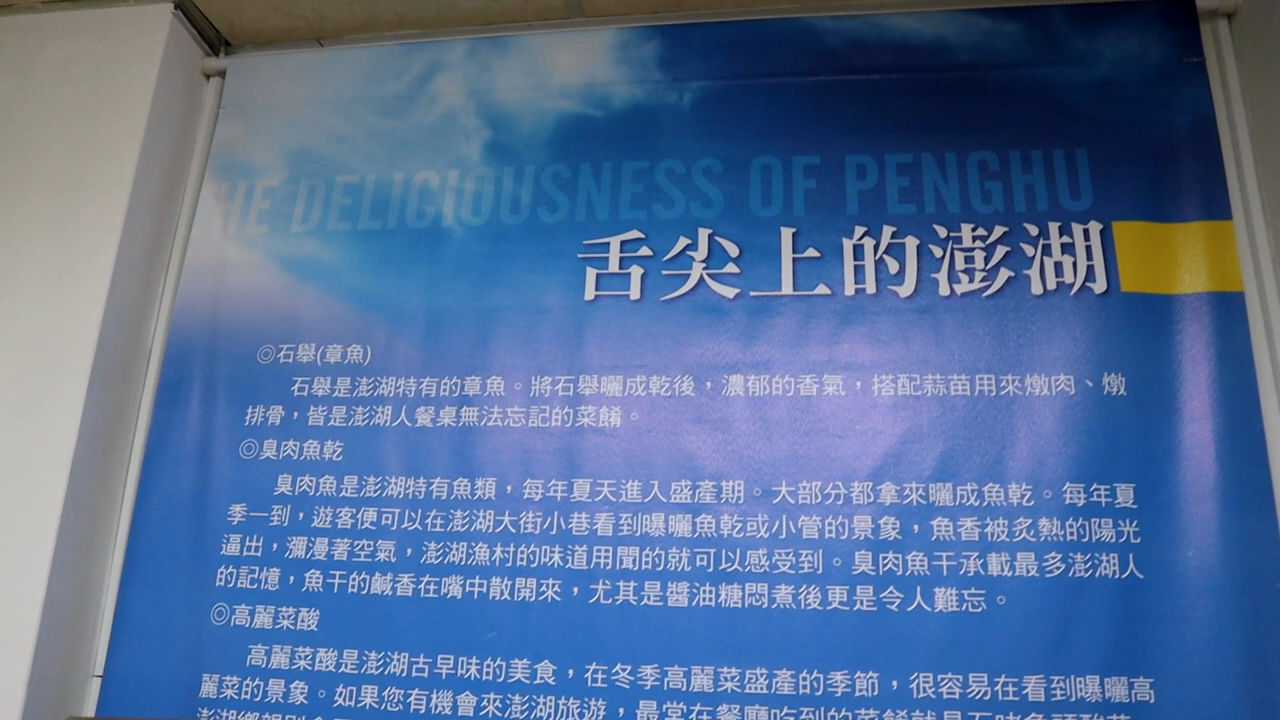 THE DELICIOUSNESS OF PENGHU
舌尖上的澎湖
◎石舉(章魚)
石舉是澎湖特有的章魚。將石舉曬成乾後，濃郁的香氣，搭配蒜苗用來燉肉、燉
排骨，皆是澎湖人餐桌無法忘記的菜餚。
◎臭肉魚乾
臭肉魚是澎湖特有魚類，每年夏天進入盛產期。大部分都拿來曬成魚乾。每年夏
季一到，遊客便可以在澎湖大街小巷看到曝曬魚乾或小管的景象，魚香被炙熱的陽光
逼出，瀰漫著空氣，澎湖漁村的味道用聞的就可以感受到。臭肉魚干承載最多澎湖人
的記憶，魚干的鹹香在嘴中散開來，尤其是醬油糖悶煮後更是令人難忘。
◎高麗菜酸
高麗菜酸是澎湖古早味的美食，在冬季高麗菜盛產的季節，很容易在看到曝曬高
麗菜的景象。如果您有機會來澎湖旅遊，最常在餐廳吃到的菜餚就是